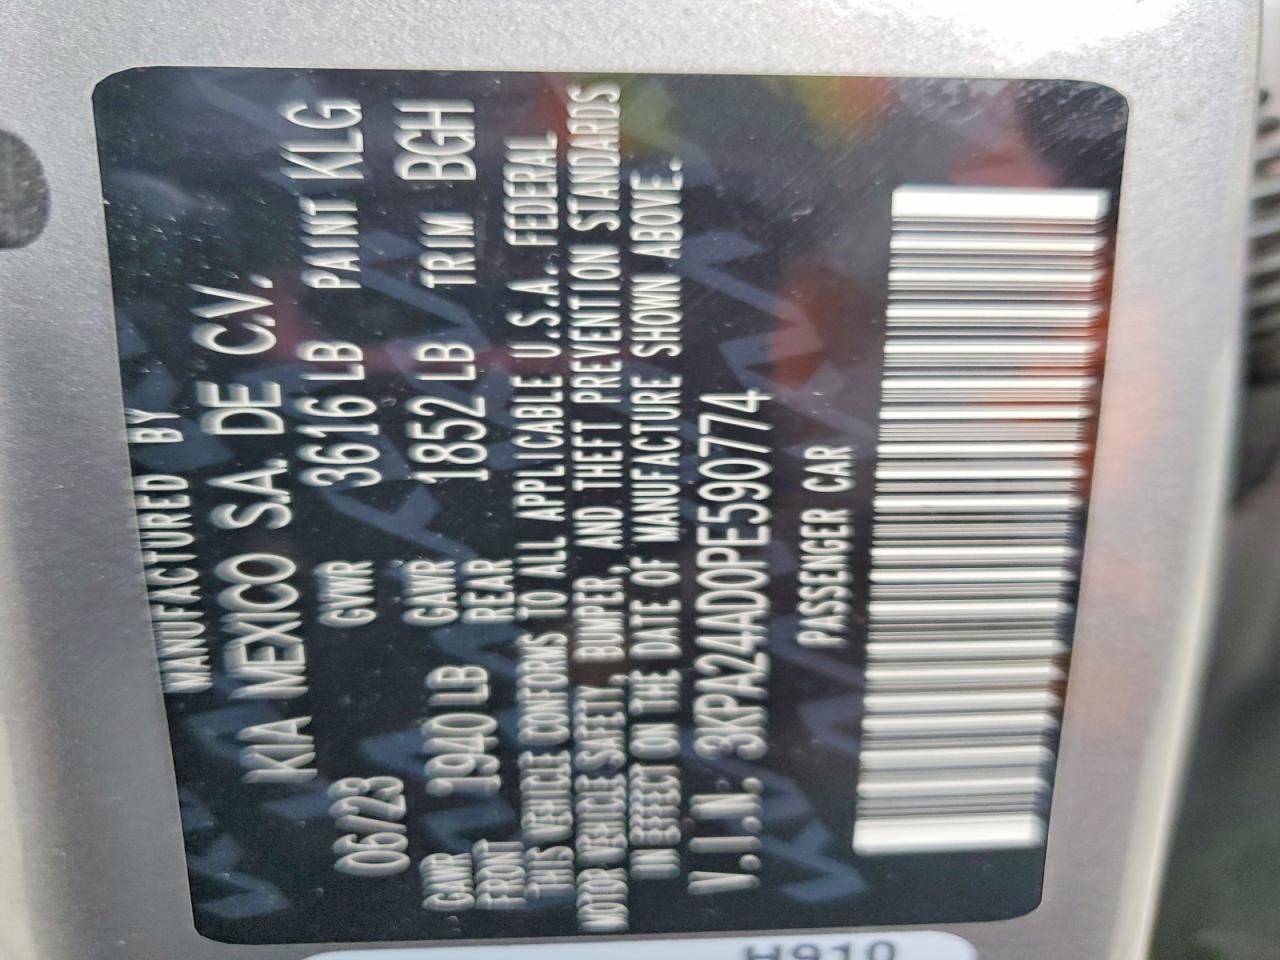 MANUFACTURED BY
KIA MEXICO S.A. DE C.V.
06/23 GVWR 3616 LB PAINT KLG
GAWR FRONT 1940 LB GAWR REAR 1852 LB TRIM BGH
THIS VEHICLE CONFORMS TO ALL APPLICABLE U.S.A. FEDERAL
MOTOR VEHICLE SAFETY, BUMPER, AND THEFT PREVENTION STANDARDS
IN EFFECT ON THE DATE OF MANUFACTURE SHOWN ABOVE.
V.I.N. 3KPA24AD0PE590774
PASSENGER CAR
H910